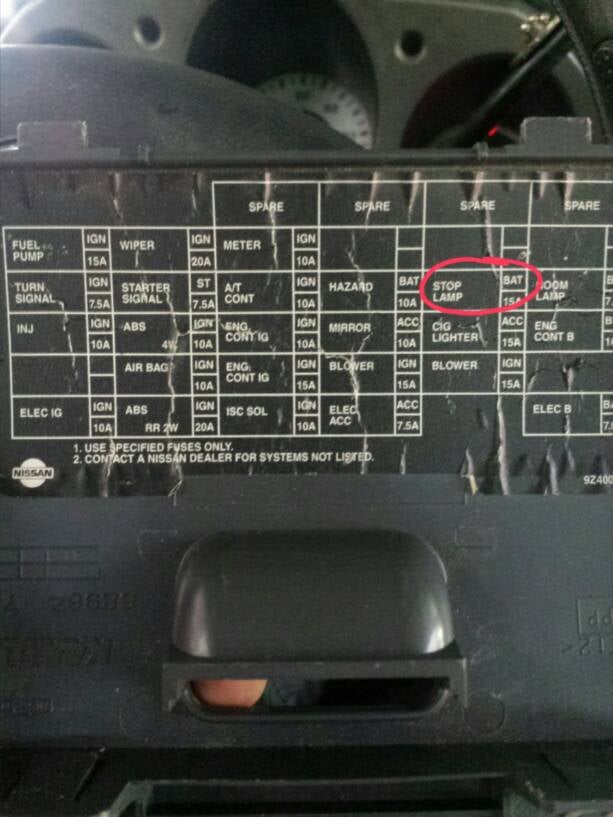 SPARE SPARE SPARE SPARE
FUEL PUMP IGN 15A WIPER IGN 20A METER IGN 10A
TURN SIGNAL IGN 7.5A STARTER SIGNAL ST 7.5A A/T CONT IGN 10A HAZARD BAT 10A STOP LAMP BAT 15A ROOM LAMP
INJ IGN 10A ABS 4W IGN 10A ENG CONT IG IGN 10A MIRROR ACC 10A CIG LIGHTER ACC 15A ENG CONT B
AIR BAG IGN 10A ENG CONT IG IGN 10A BLOWER IGN 15A BLOWER IGN 15A
ELEC IG IGN 10A ABS RR 2W IGN 20A ISC SOL IGN 10A ELEC ACC ACC 7.5A ELEC B
1. USE SPECIFIED FUSES ONLY.
2. CONTACT A NISSAN DEALER FOR SYSTEMS NOT LISTED.
NISSAN
9Z400
68964